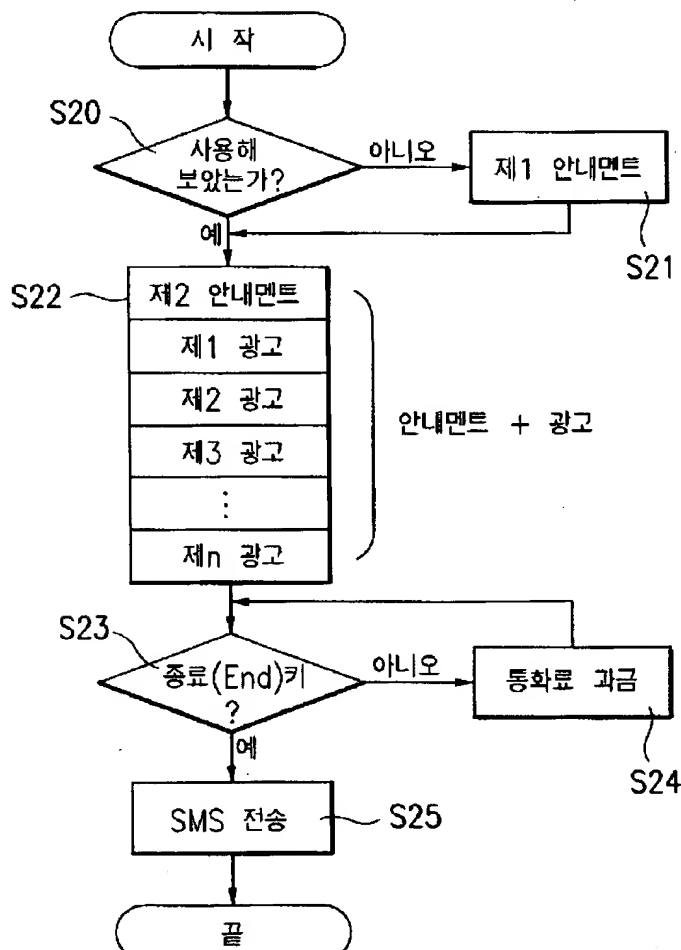 시 작
S20
사용해
보았는가?
아니오
제1 안내멘트
S21
예
S22
제2 안내멘트
제1 광고
제2 광고
제3 광고
⋮
제n 광고
안내멘트 + 광고
S23
종료(End)키
?
아니오
통화료 과금
S24
예
SMS 전송
S25
끝